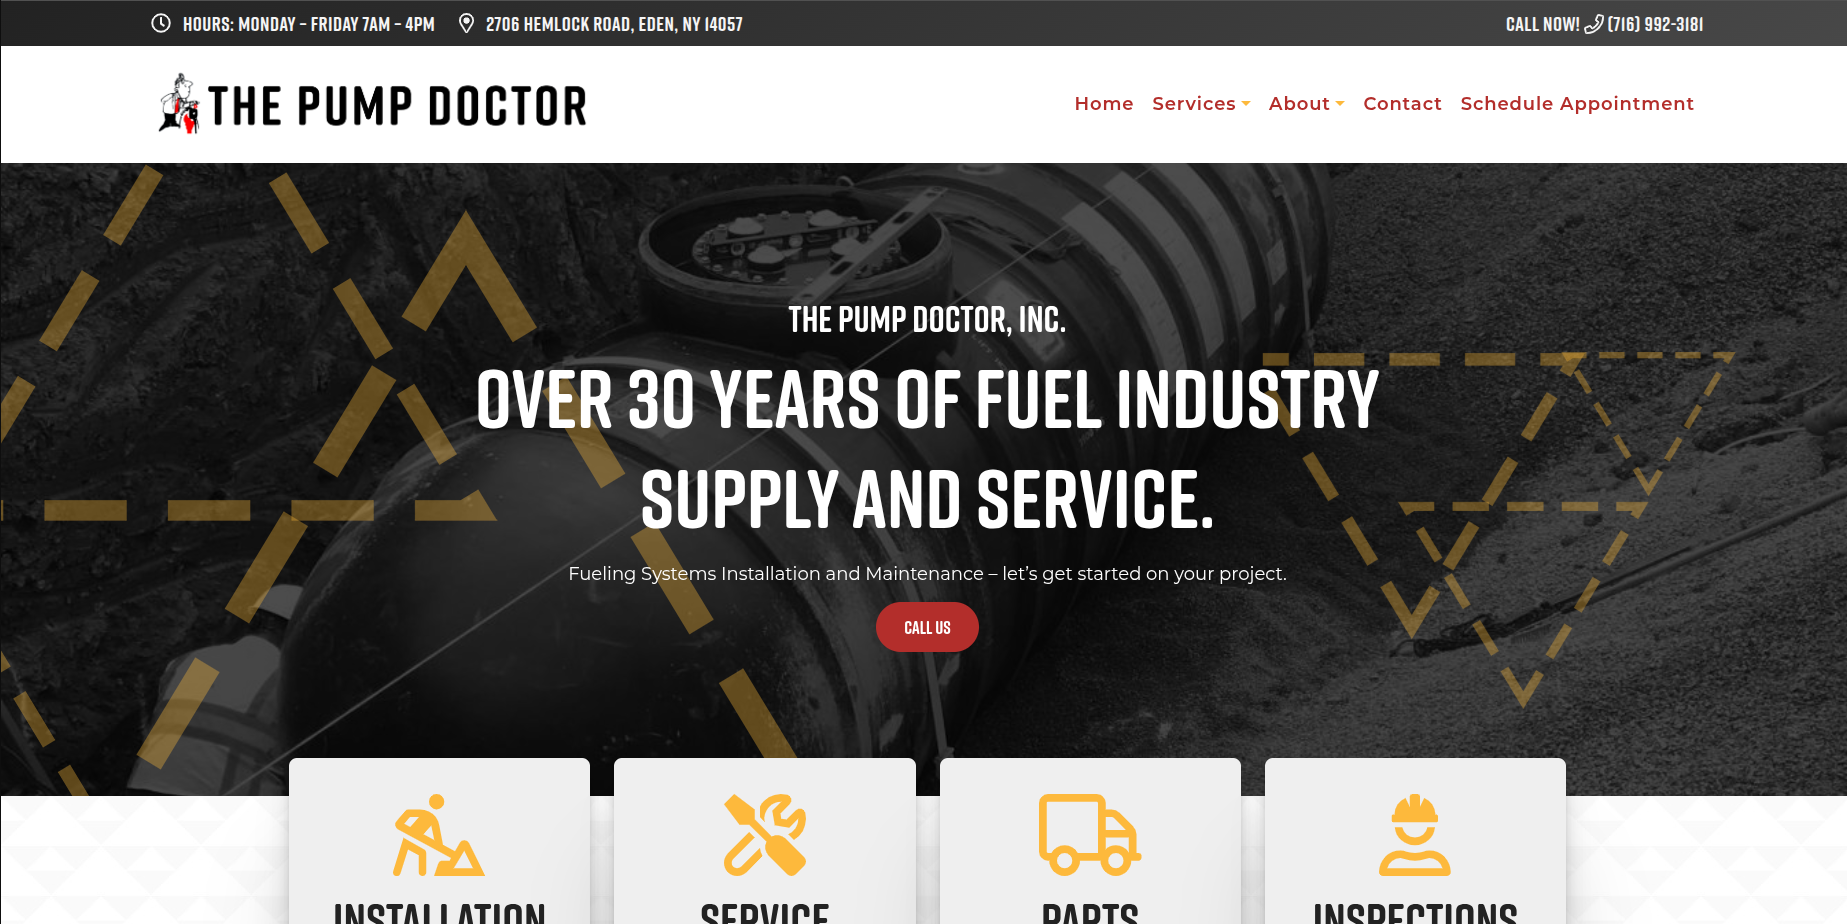 HOURS: MONDAY – FRIDAY 7AM – 4PM
2706 HEMLOCK ROAD, EDEN, NY 14057
CALL NOW! (716) 992-3181
THE PUMP DOCTOR
Home Services About Contact Schedule Appointment
THE PUMP DOCTOR, INC.
OVER 30 YEARS OF FUEL INDUSTRY
SUPPLY AND SERVICE.
Fueling Systems Installation and Maintenance – let’s get started on your project.
CALL US
INSTALLATION
SERVICE
PARTS
INSPECTIONS